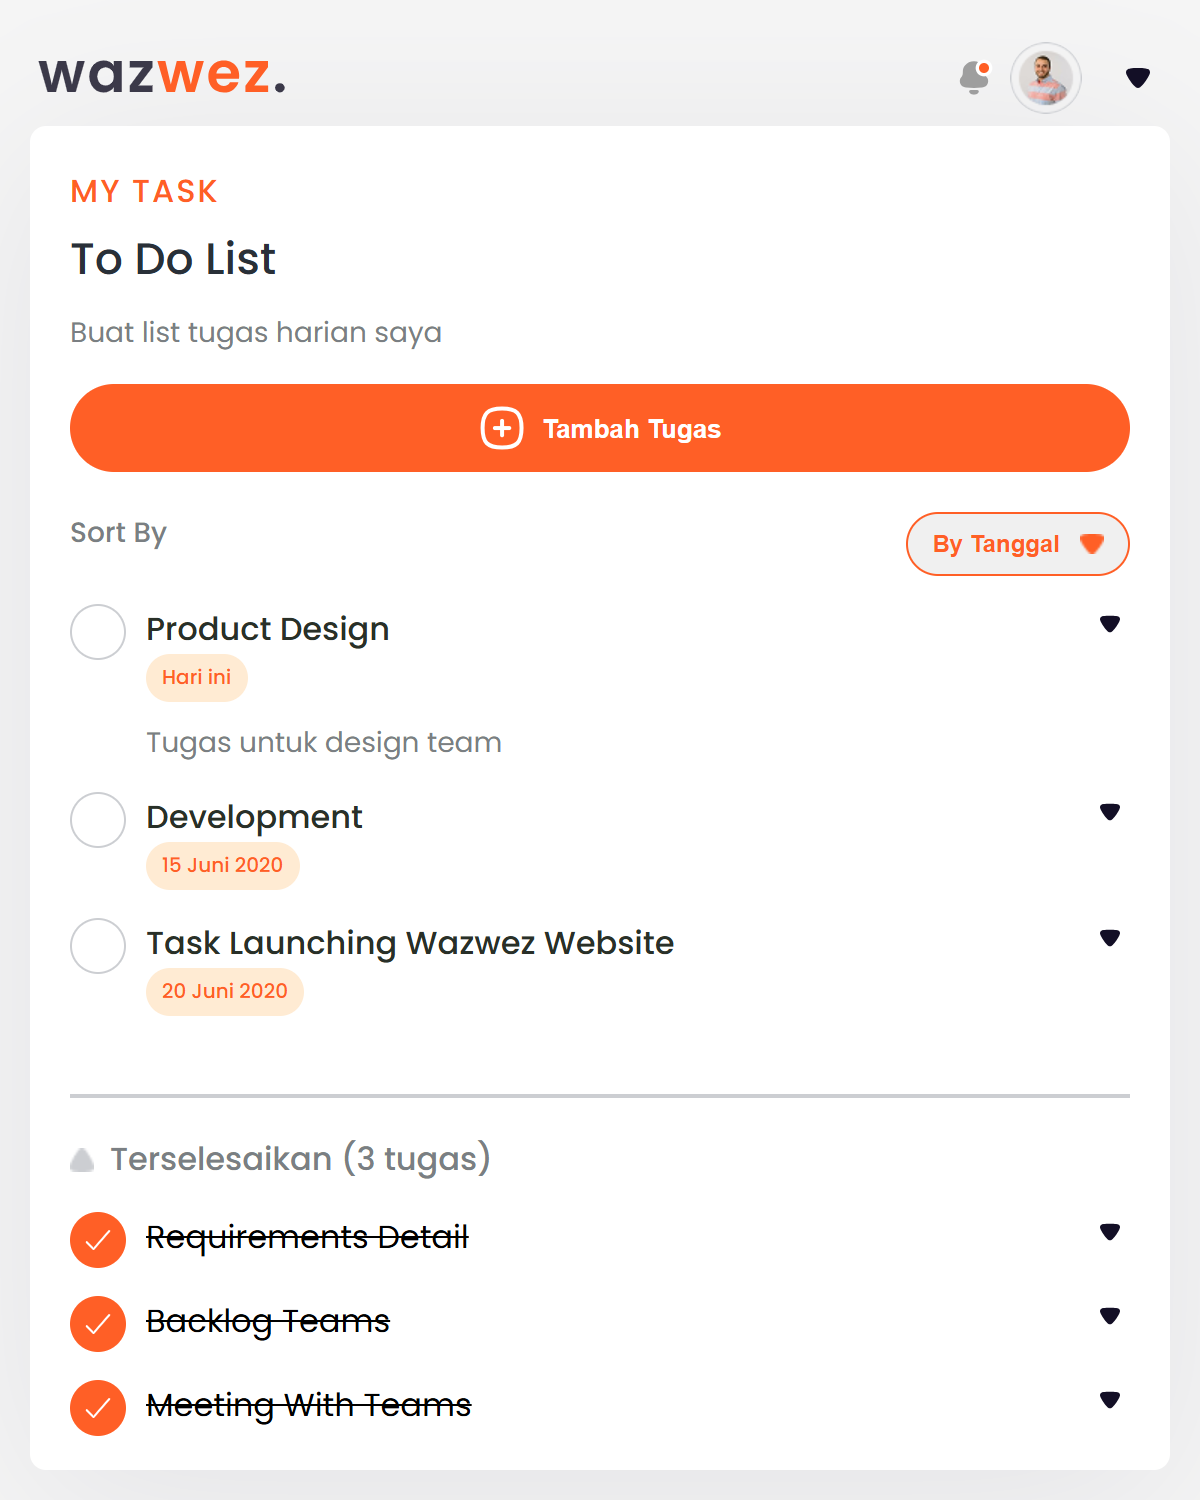 wazwez.
MY TASK
To Do List
Buat list tugas harian saya
Tambah Tugas
Sort By
By Tanggal
Product Design
Hari ini
Tugas untuk design team
Development
15 Juni 2020
Task Launching Wazwez Website
20 Juni 2020
Terselesaikan (3 tugas)
Requirements Detail
Backlog Teams
Meeting With Teams